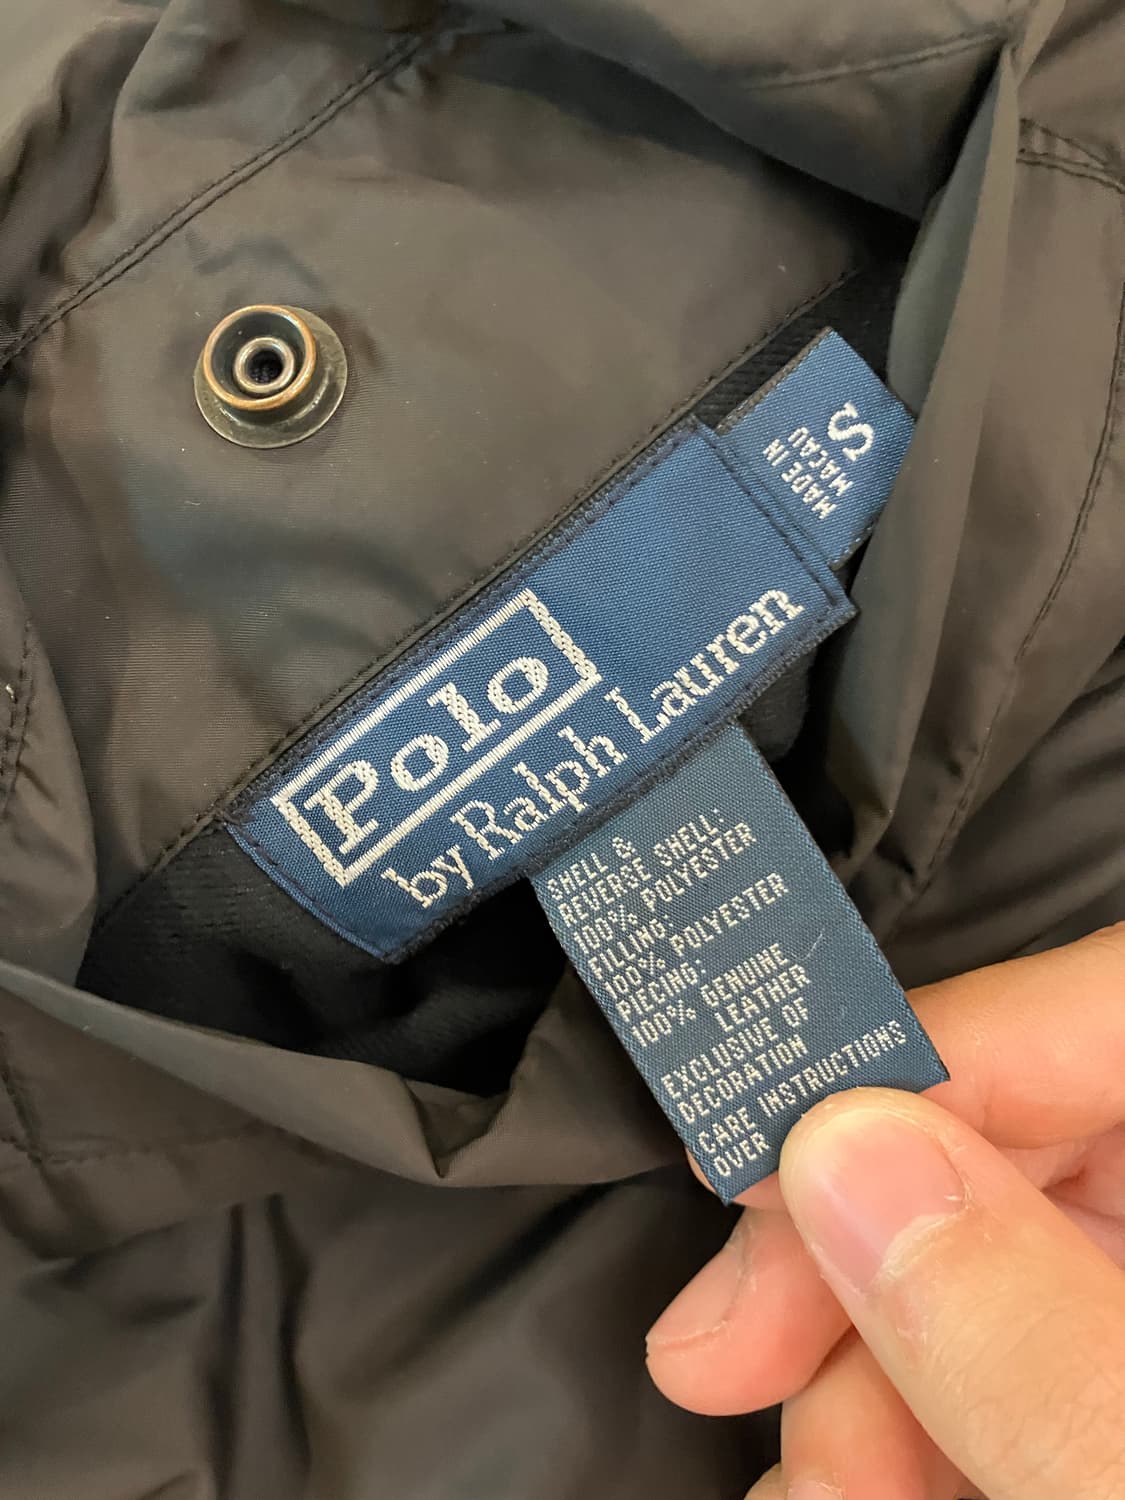 Polo
by Ralph Lauren
S
MADE IN
MACAU
SHELL &
REVERSE SHELL:
100% POLYESTER
FILLING:
100% POLYESTER
PIECING:
100% GENUINE
LEATHER
EXCLUSIVE OF
DECORATION
CARE INSTRUCTIONS
OVER